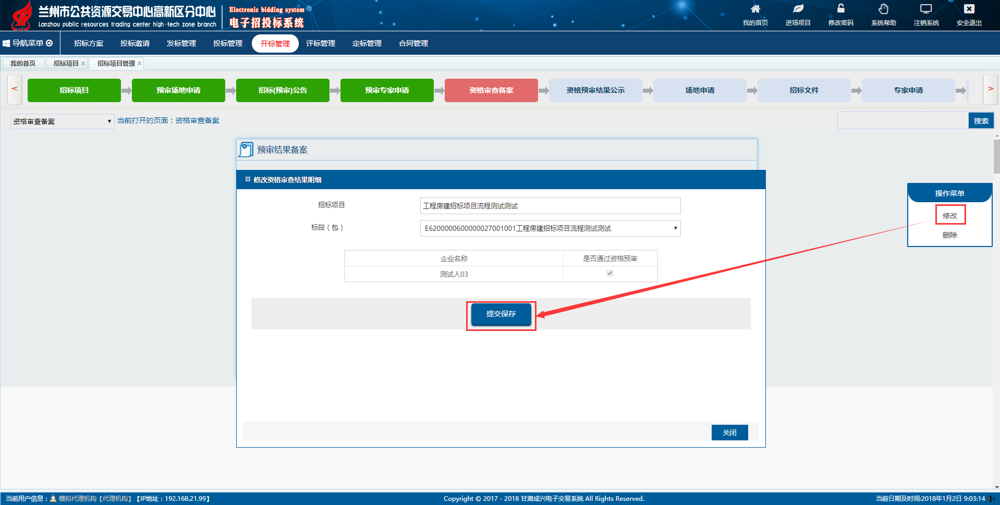 兰州市公共资源交易中心高新区分中心
Lanzhou public resources trading center high-tech zone branch
Electronic bidding system
电子招投标系统
我的首页 进场项目 修改密码 系统帮助 注销系统 安全退出
导航菜单 招标方案 投标邀请 发标管理 投标管理 开标管理 评标管理 定标管理 合同管理
我的首页 招标项目 × 招标项目管理 ×
< 招标项目 预审场地申请 招标(预审)公告 预审专家申请 资格审查备案 资格预审结果公示 场地申请 招标文件 专家申请 >
资格审查备案 当前打开的页面：资格审查备案 搜索
预审结果备案
修改资格审查结果明细
招标项目 工程房建招标项目流程测试测试
标段（包） E6200000600000027001001工程房建招标项目流程测试测试
企业名称 是否通过资格预审
测试人03
提交保存
关闭
操作菜单
修改
删除
当前用户信息：模拟代理机构【代理机构】【IP地址：192.168.21.99】
Copyright © 2017 - 2018 甘肃成兴电子交易系统 All Rights Reserved.
当前日期及时间:2018年1月2日 9:03:14